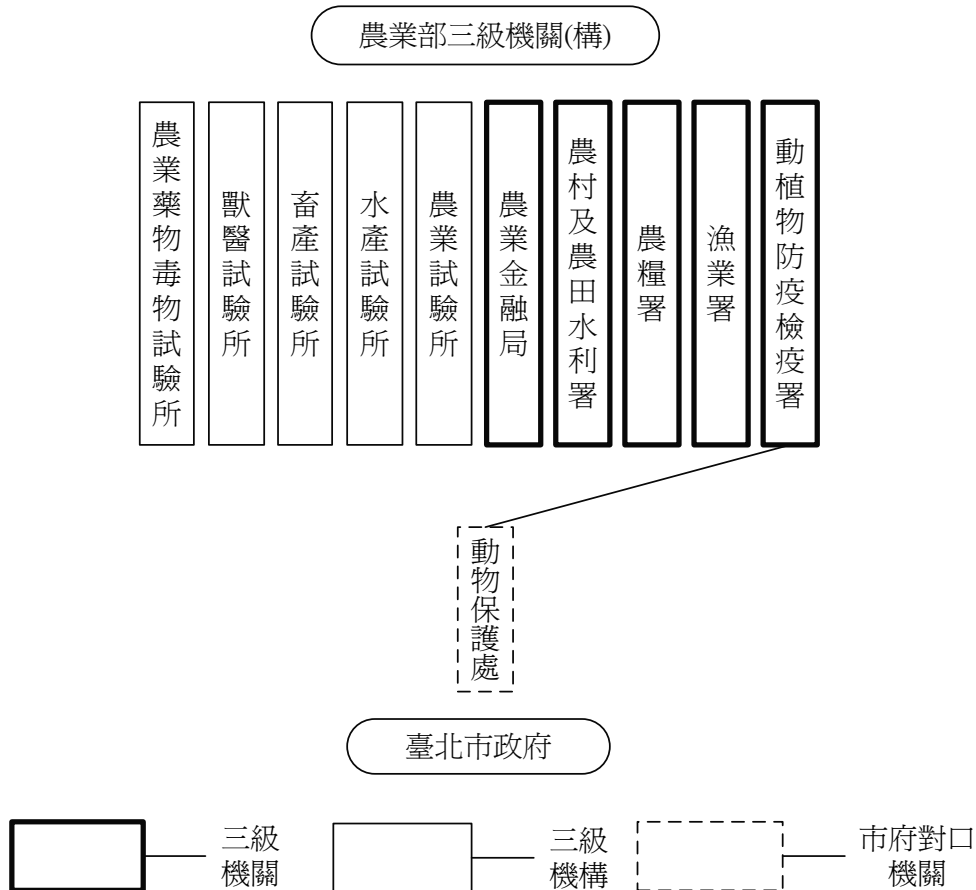 農業部三級機關(構)
農業藥物毒物試驗所
獸醫試驗所
畜產試驗所
水產試驗所
農業試驗所
農業金融局
農村及農田水利署
農糧署
漁業署
動植物防疫檢疫署
動物保護處
臺北市政府
三級
機關
三級
機構
市府對口
機關